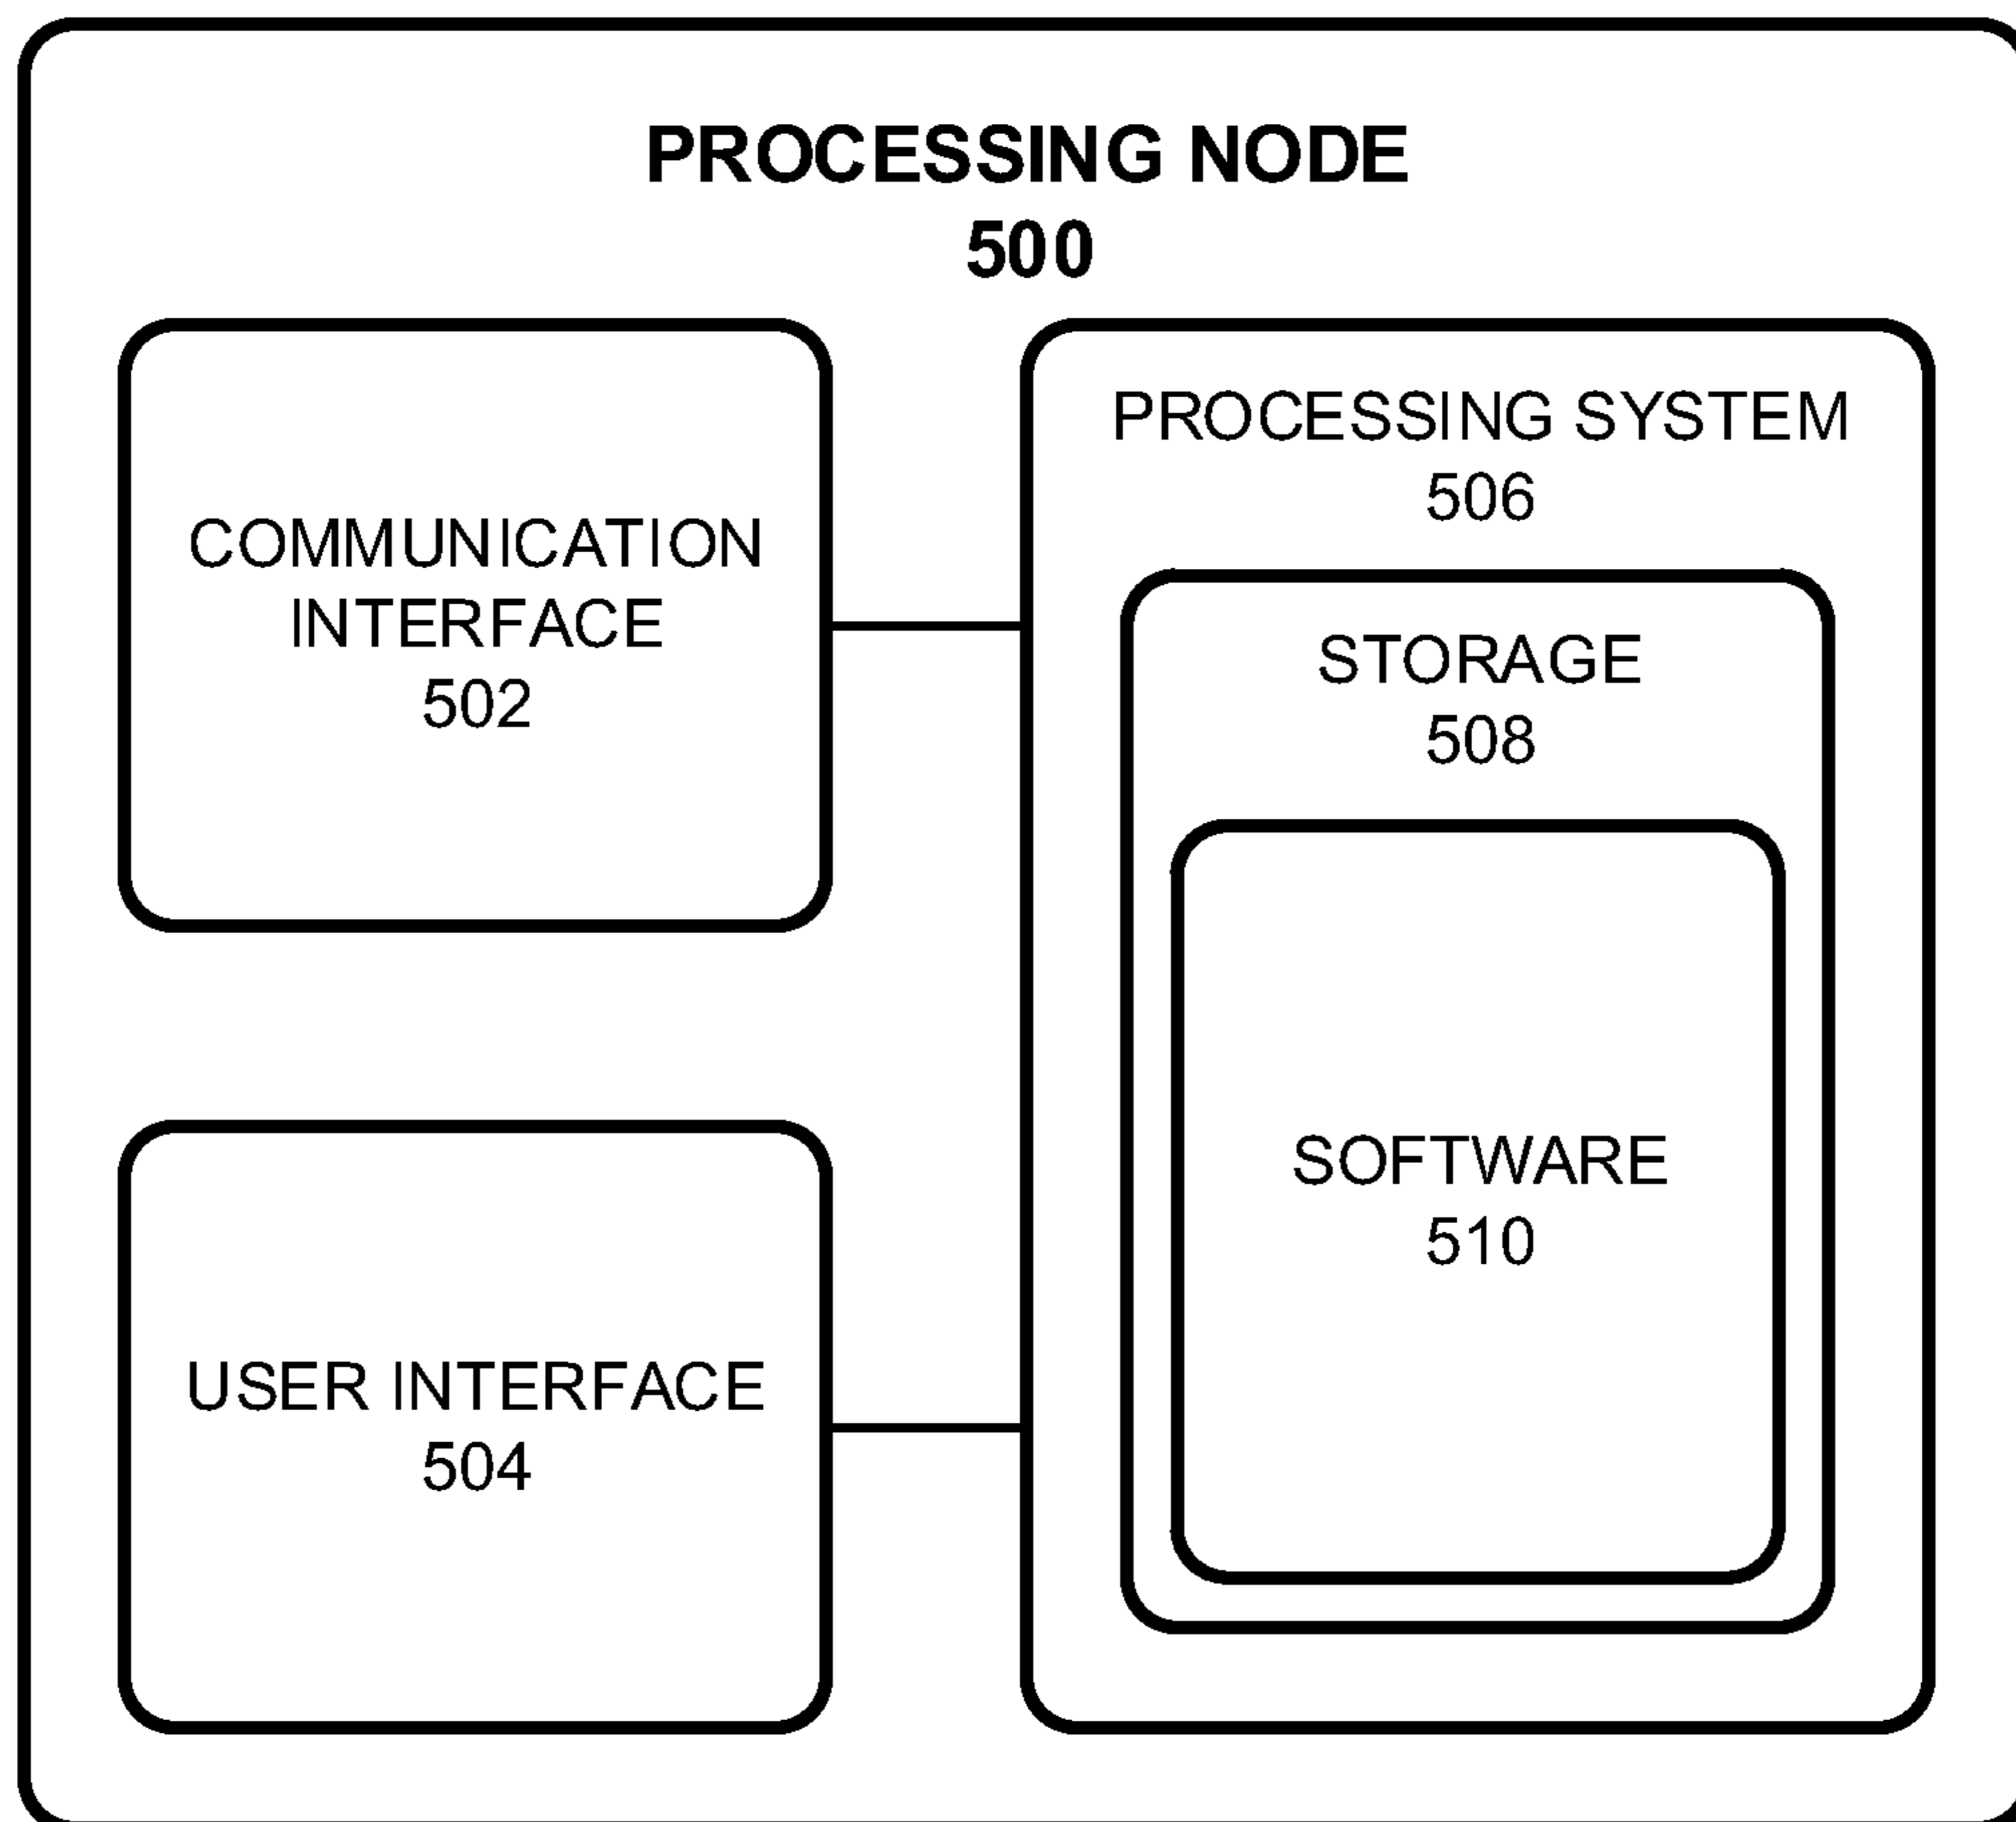 PROCESSING NODE
500
COMMUNICATION
INTERFACE
502
USER INTERFACE
504
PROCESSING SYSTEM
506
STORAGE
508
SOFTWARE
510